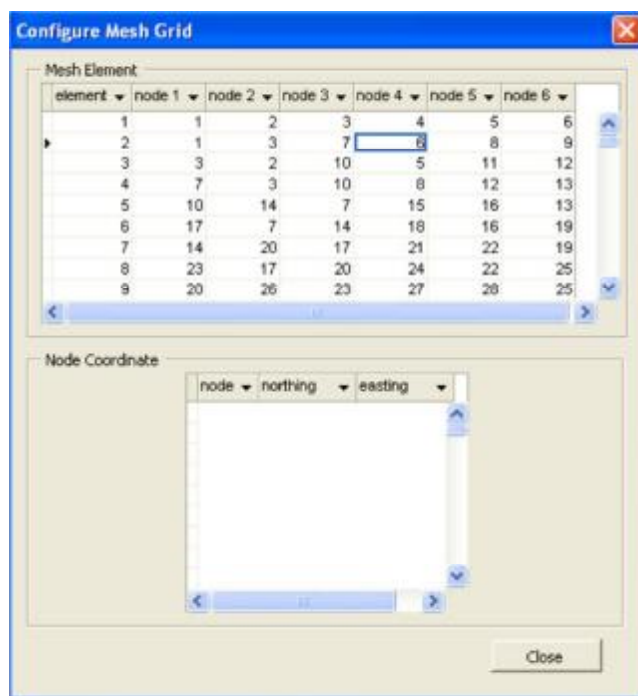 Configure Mesh Grid
Mesh Element
element node 1 node 2 node 3 node 4 node 5 node 6
1 1 2 3 4 5 6
2 1 3 7 6 8 9
3 3 2 10 5 11 12
4 7 3 10 8 12 13
5 10 14 7 15 16 13
6 17 7 14 18 16 19
7 14 20 17 21 22 19
8 23 17 20 24 22 25
9 20 26 23 27 28 25
Node Coordinate
node northing easting
Close